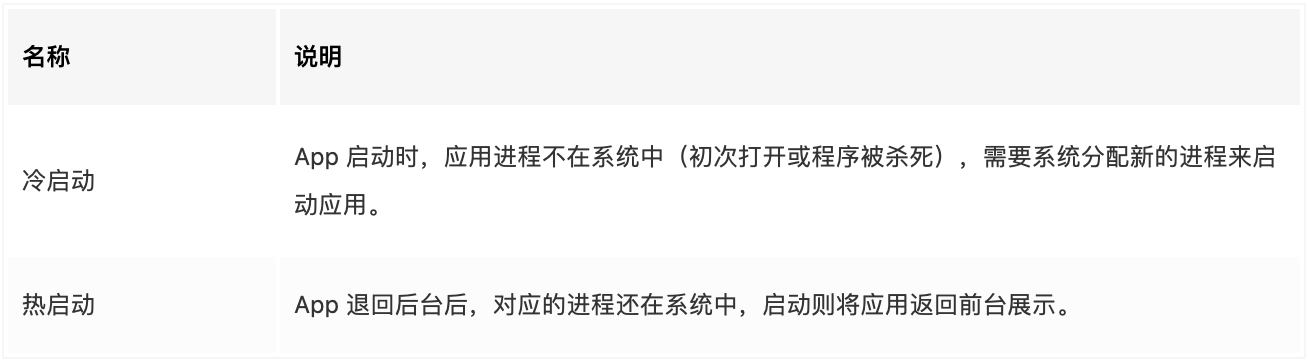 名称
说明
冷启动
App 启动时，应用进程不在系统中（初次打开或程序被杀死），需要系统分配新的进程来启
动应用。
热启动
App 退回后台后，对应的进程还在系统中，启动则将应用返回前台展示。